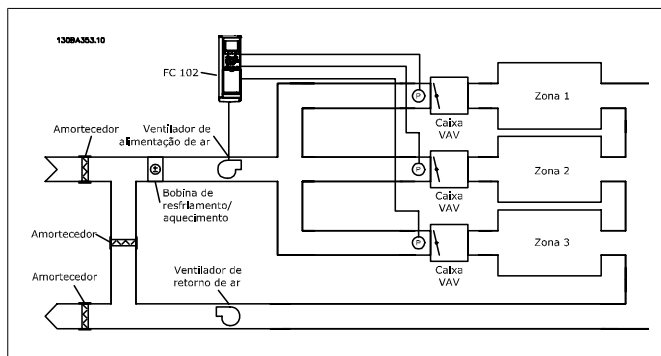 130BA353.10
FC 102
P
Caixa
VAV
Zona 1
Amortecedor
Ventilador de
alimentação de ar
P
Caixa
VAV
Zona 2
Bobina de
resfriamento/
aquecimento
Amortecedor
P
Caixa
VAV
Zona 3
Amortecedor
Ventilador de
retorno de ar